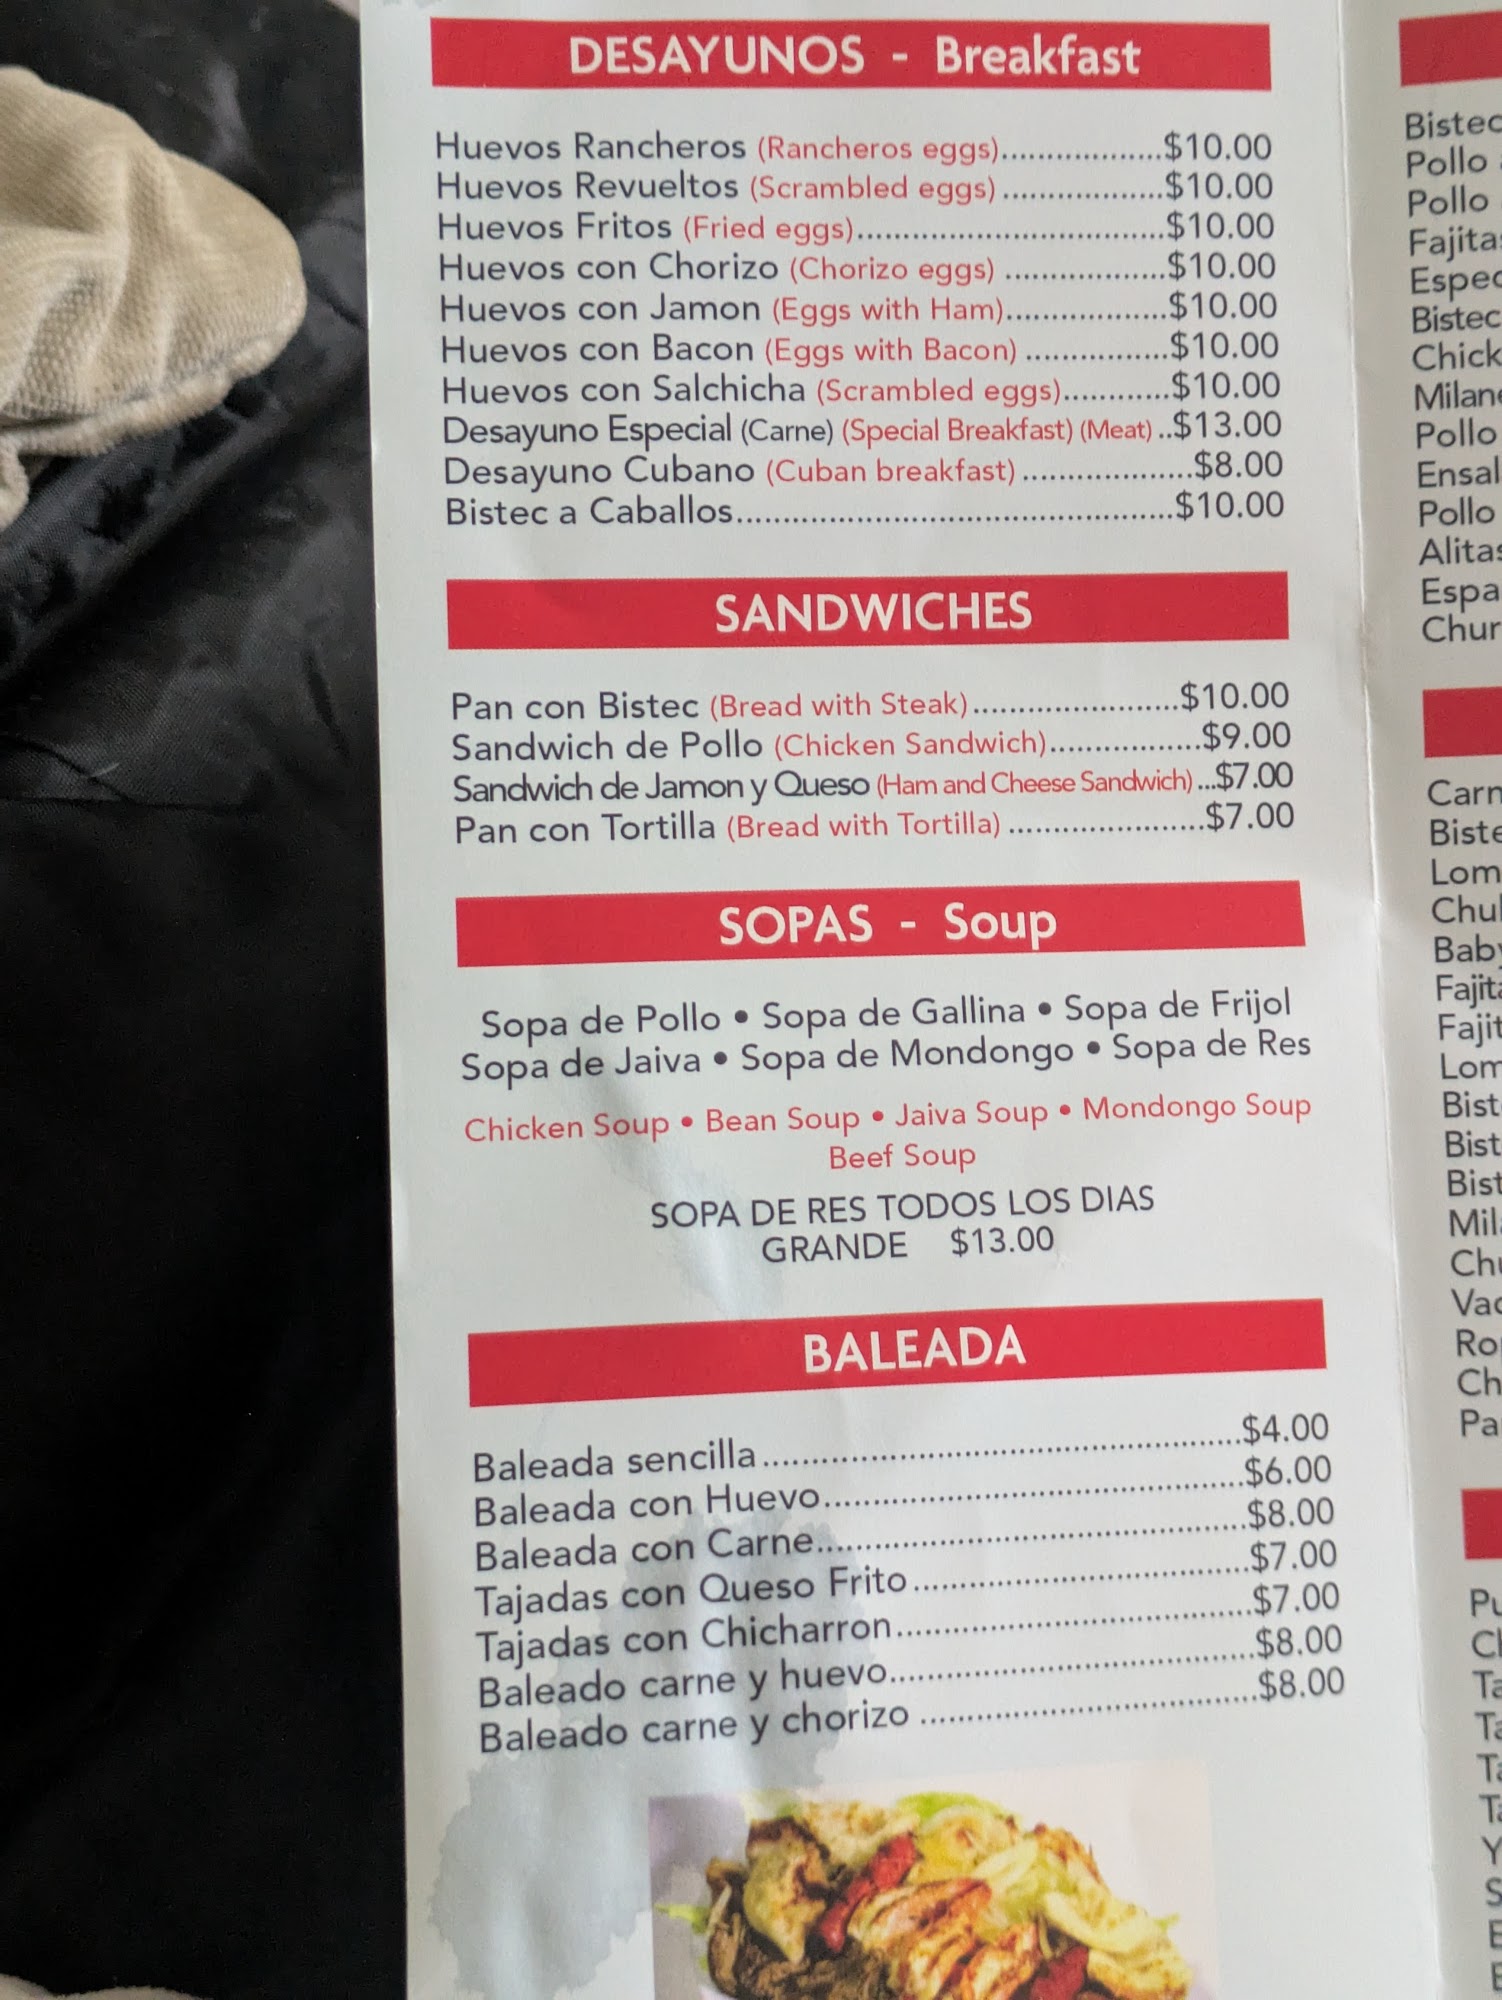 DESAYUNOS - Breakfast
Huevos Rancheros (Rancheros eggs)..................$10.00
Huevos Revueltos (Scrambled eggs)..................$10.00
Huevos Fritos (Fried eggs)..................................$10.00
Huevos con Chorizo (Chorizo eggs) ..................$10.00
Huevos con Jamon (Eggs with Ham)..................$10.00
Huevos con Bacon (Eggs with Bacon) ................$10.00
Huevos con Salchicha (Scrambled eggs)............$10.00
Desayuno Especial (Carne) (Special Breakfast) (Meat) ..$13.00
Desayuno Cubano (Cuban breakfast) ...................$8.00
Bistec a Caballos................................................$10.00
SANDWICHES
Pan con Bistec (Bread with Steak).......................$10.00
Sandwich de Pollo (Chicken Sandwich).................$9.00
Sandwich de Jamon y Queso (Ham and Cheese Sandwich) ...$7.00
Pan con Tortilla (Bread with Tortilla) ......................$7.00
SOPAS - Soup
Sopa de Pollo • Sopa de Gallina • Sopa de Frijol
Sopa de Jaiva • Sopa de Mondongo • Sopa de Res
Chicken Soup • Bean Soup • Jaiva Soup • Mondongo Soup
Beef Soup
SOPA DE RES TODOS LOS DIAS
GRANDE $13.00
BALEADA
Baleada sencilla....................................................$4.00
Baleada con Huevo..............................................$6.00
Baleada con Carne...............................................$8.00
Tajadas con Queso Frito.....................................$7.00
Tajadas con Chicharron.......................................$7.00
Baleado carne y huevo........................................$8.00
Baleado carne y chorizo .....................................$8.00
Bistec
Pollo
Pollo
Fajitas
Espec
Bistec
Chick
Milan
Pollo
Ensal
Pollo
Alitas
Espa
Chur
Carn
Biste
Lom
Chul
Baby
Fajita
Fajit
Lom
Bist
Bist
Bist
Mil
Chu
Vac
Ro
Ch
Pa